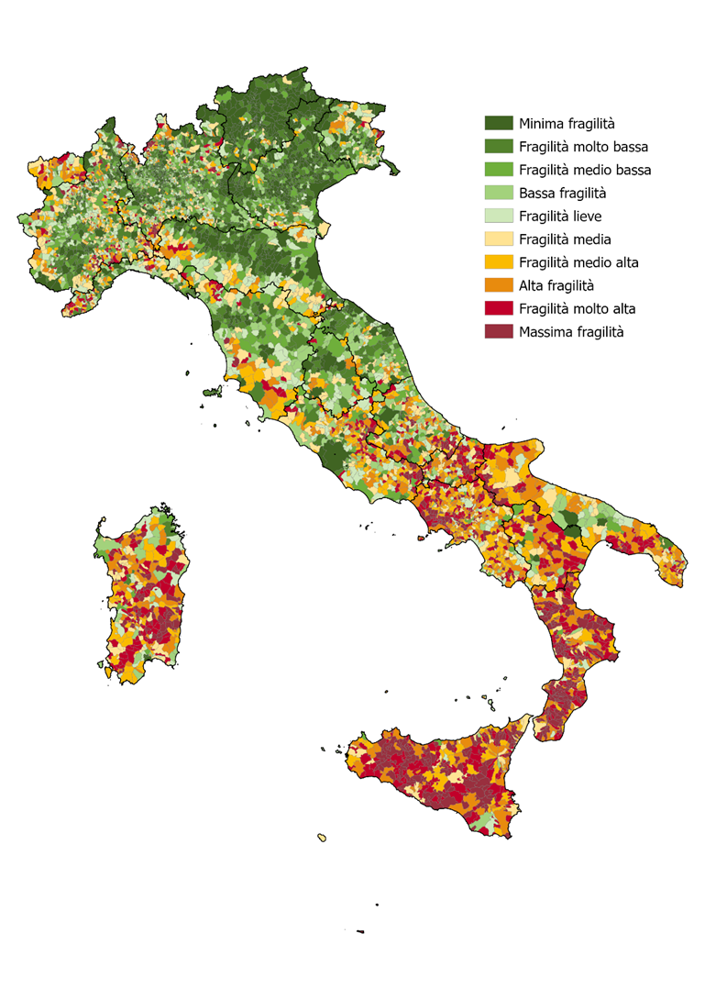 Minima fragilità
Fragilità molto bassa
Fragilità medio bassa
Bassa fragilità
Fragilità lieve
Fragilità media
Fragilità medio alta
Alta fragilità
Fragilità molto alta
Massima fragilità